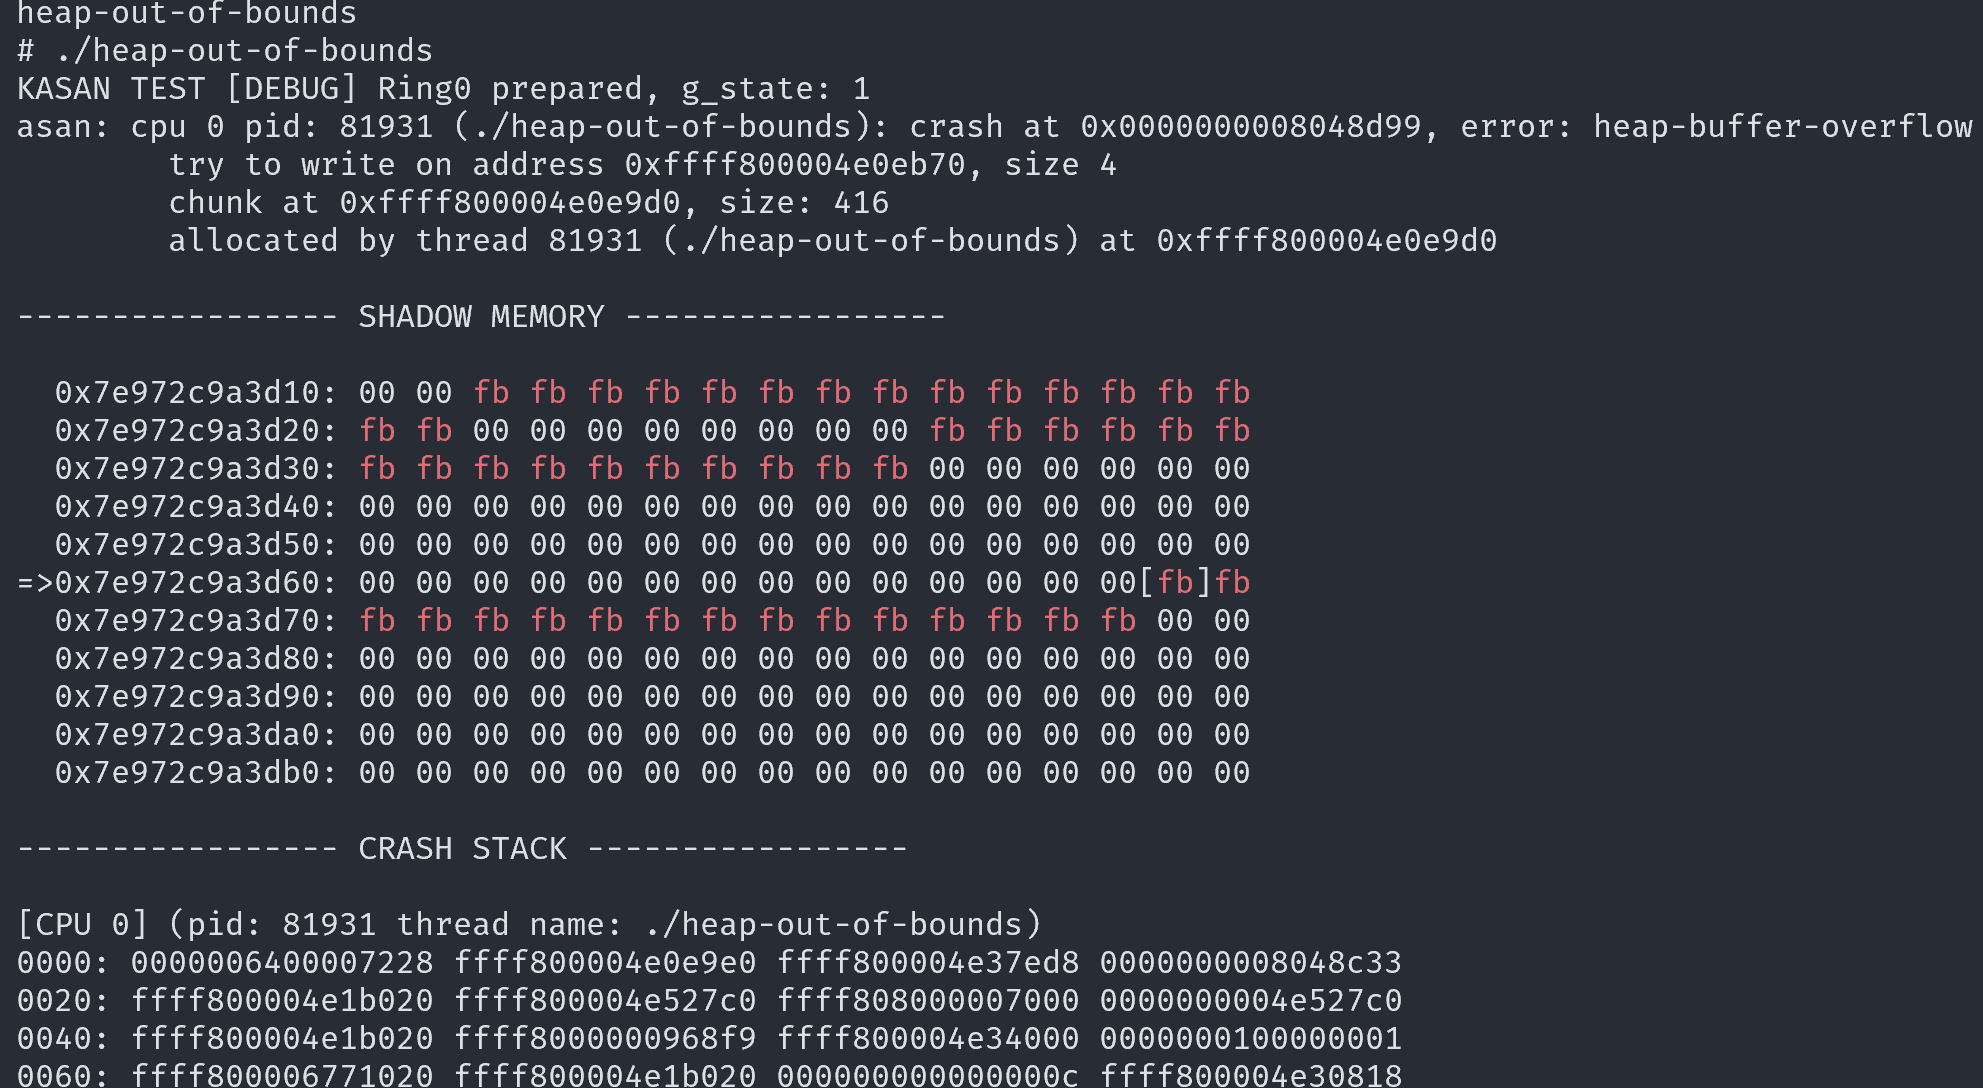 heap-out-of-bounds
# ./heap-out-of-bounds
KASAN TEST [DEBUG] Ring0 prepared, g_state: 1
asan: cpu 0 pid: 81931 (./heap-out-of-bounds): crash at 0x0000000008048d99, error: heap-buffer-overflow
try to write on address 0xffff800004e0eb70, size 4
chunk at 0xffff800004e0e9d0, size: 416
allocated by thread 81931 (./heap-out-of-bounds) at 0xffff800004e0e9d0
----------------- SHADOW MEMORY -----------------
0x7e972c9a3d10: 00 00 fb fb fb fb fb fb fb fb fb fb fb fb fb fb
0x7e972c9a3d20: fb fb 00 00 00 00 00 00 00 00 fb fb fb fb fb fb
0x7e972c9a3d30: fb fb fb fb fb fb fb fb fb fb 00 00 00 00 00 00
0x7e972c9a3d40: 00 00 00 00 00 00 00 00 00 00 00 00 00 00 00 00
0x7e972c9a3d50: 00 00 00 00 00 00 00 00 00 00 00 00 00 00 00 00
=>0x7e972c9a3d60: 00 00 00 00 00 00 00 00 00 00 00 00 00 00[fb]fb
0x7e972c9a3d70: fb fb fb fb fb fb fb fb fb fb fb fb fb fb 00 00
0x7e972c9a3d80: 00 00 00 00 00 00 00 00 00 00 00 00 00 00 00 00
0x7e972c9a3d90: 00 00 00 00 00 00 00 00 00 00 00 00 00 00 00 00
0x7e972c9a3da0: 00 00 00 00 00 00 00 00 00 00 00 00 00 00 00 00
0x7e972c9a3db0: 00 00 00 00 00 00 00 00 00 00 00 00 00 00 00 00
----------------- CRASH STACK -----------------
[CPU 0] (pid: 81931 thread name: ./heap-out-of-bounds)
0000: 0000006400007228 ffff800004e0e9e0 ffff800004e37ed8 0000000008048c33
0020: ffff800004e1b020 ffff800004e527c0 ffff808000007000 0000000004e527c0
0040: ffff800004e1b020 ffff8000000968f9 ffff800004e34000 0000000100000001
0060: ffff800006771020 ffff800004e1b020 000000000000000c ffff800004e30818